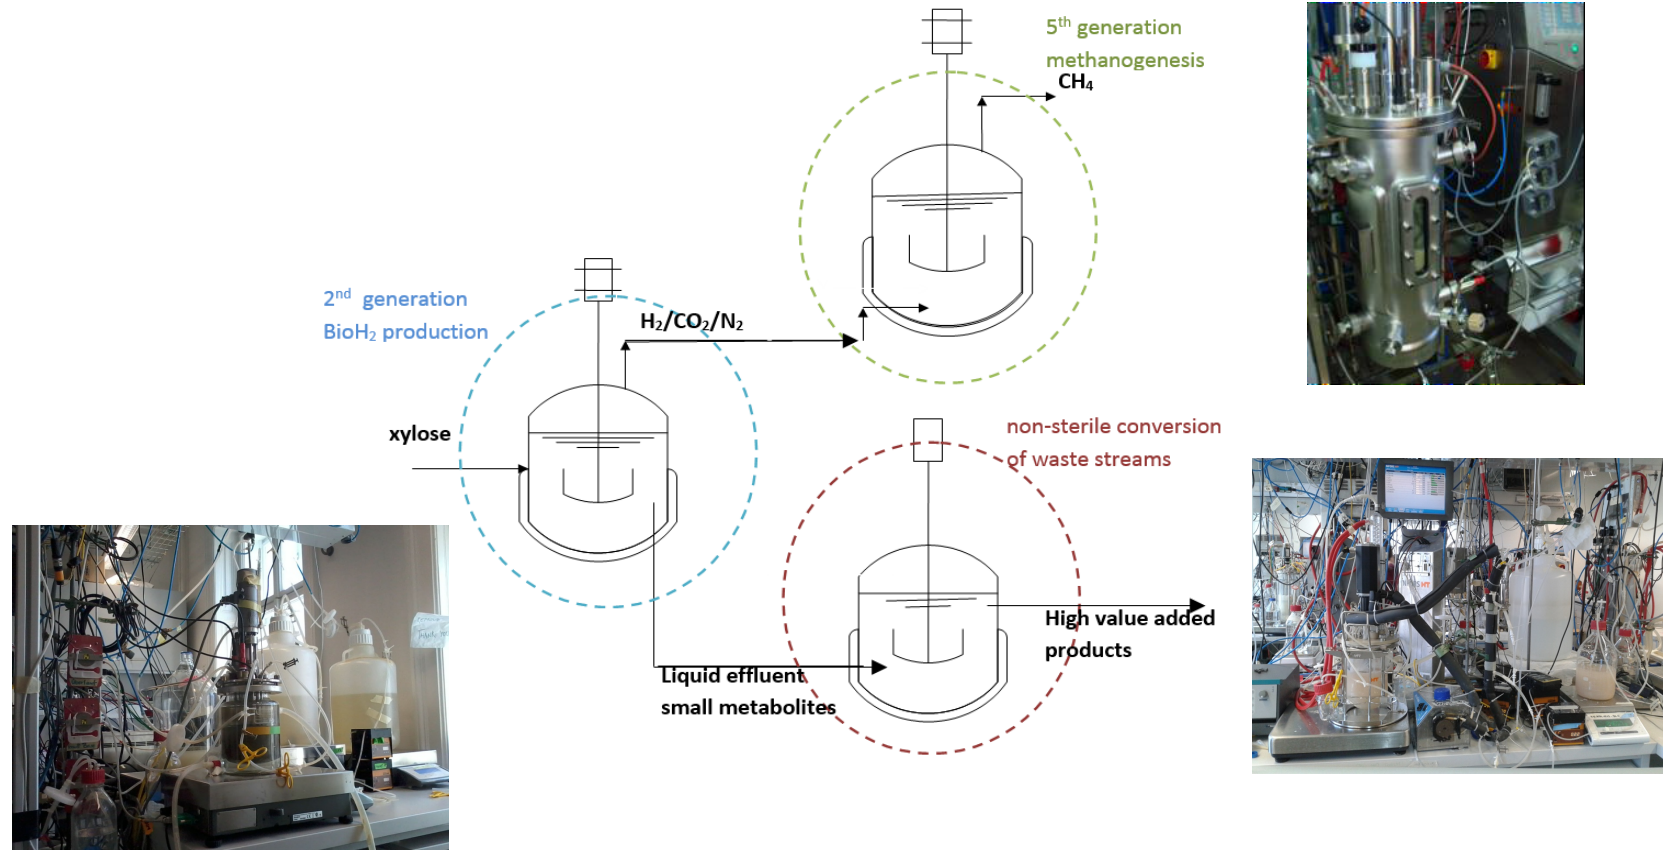 5th generation
methanogenesis
CH4
2nd generation
BioH2 production
H2/CO2/N2
xylose
non-sterile conversion
of waste streams
High value added
products
Liquid effluent
small metabolites